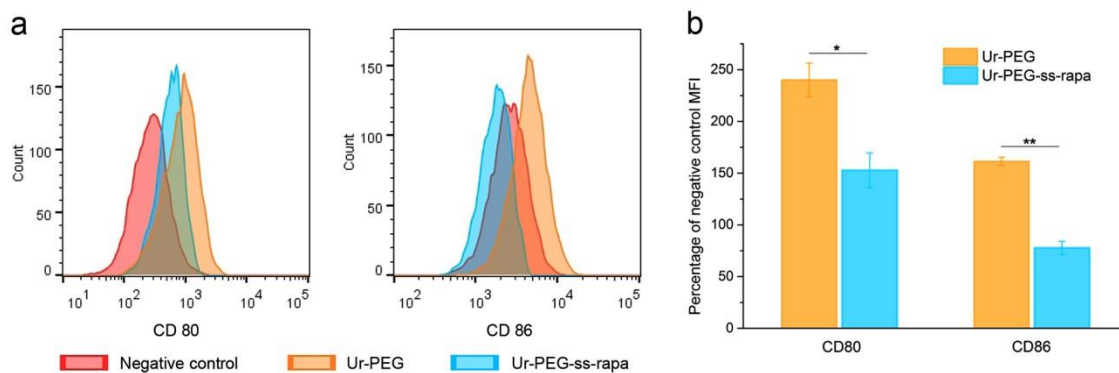 a
Count
150
100
50
0
10¹ 10² 10³ 10⁴ 10⁵
CD 80
Count
150
100
50
0
10² 10³ 10⁴ 10⁵
CD 86
Negative control Ur-PEG Ur-PEG-ss-rapa
b
Percentage of negative control MFI
250
200
150
100
50
0
* **
Ur-PEG
Ur-PEG-ss-rapa
CD80 CD86